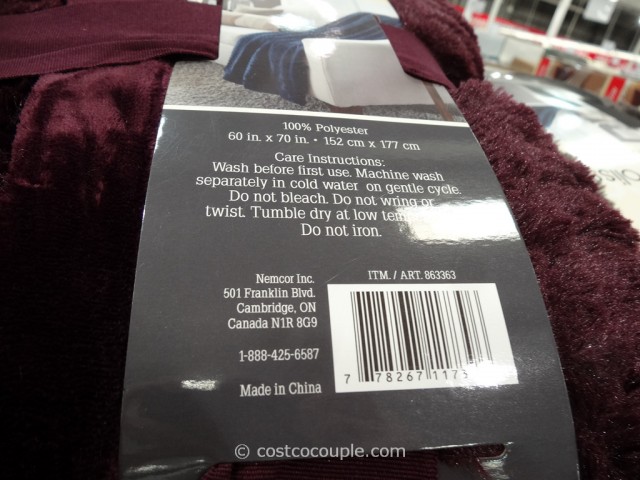 100% Polyester
60 in. x 70 in. • 152 cm x 177 cm
Care Instructions:
Wash before first use. Machine wash
separately in cold water on gentle cycle.
Do not bleach. Do not wring or
twist. Tumble dry at low
Do not iron.
Nemcor Inc.
501 Franklin Blvd.
Cambridge, ON
Canada N1R 8G9
1-888-425-6587
Made in China
ITM. / ART. 863363
7 78267 117
© costcocouple.com